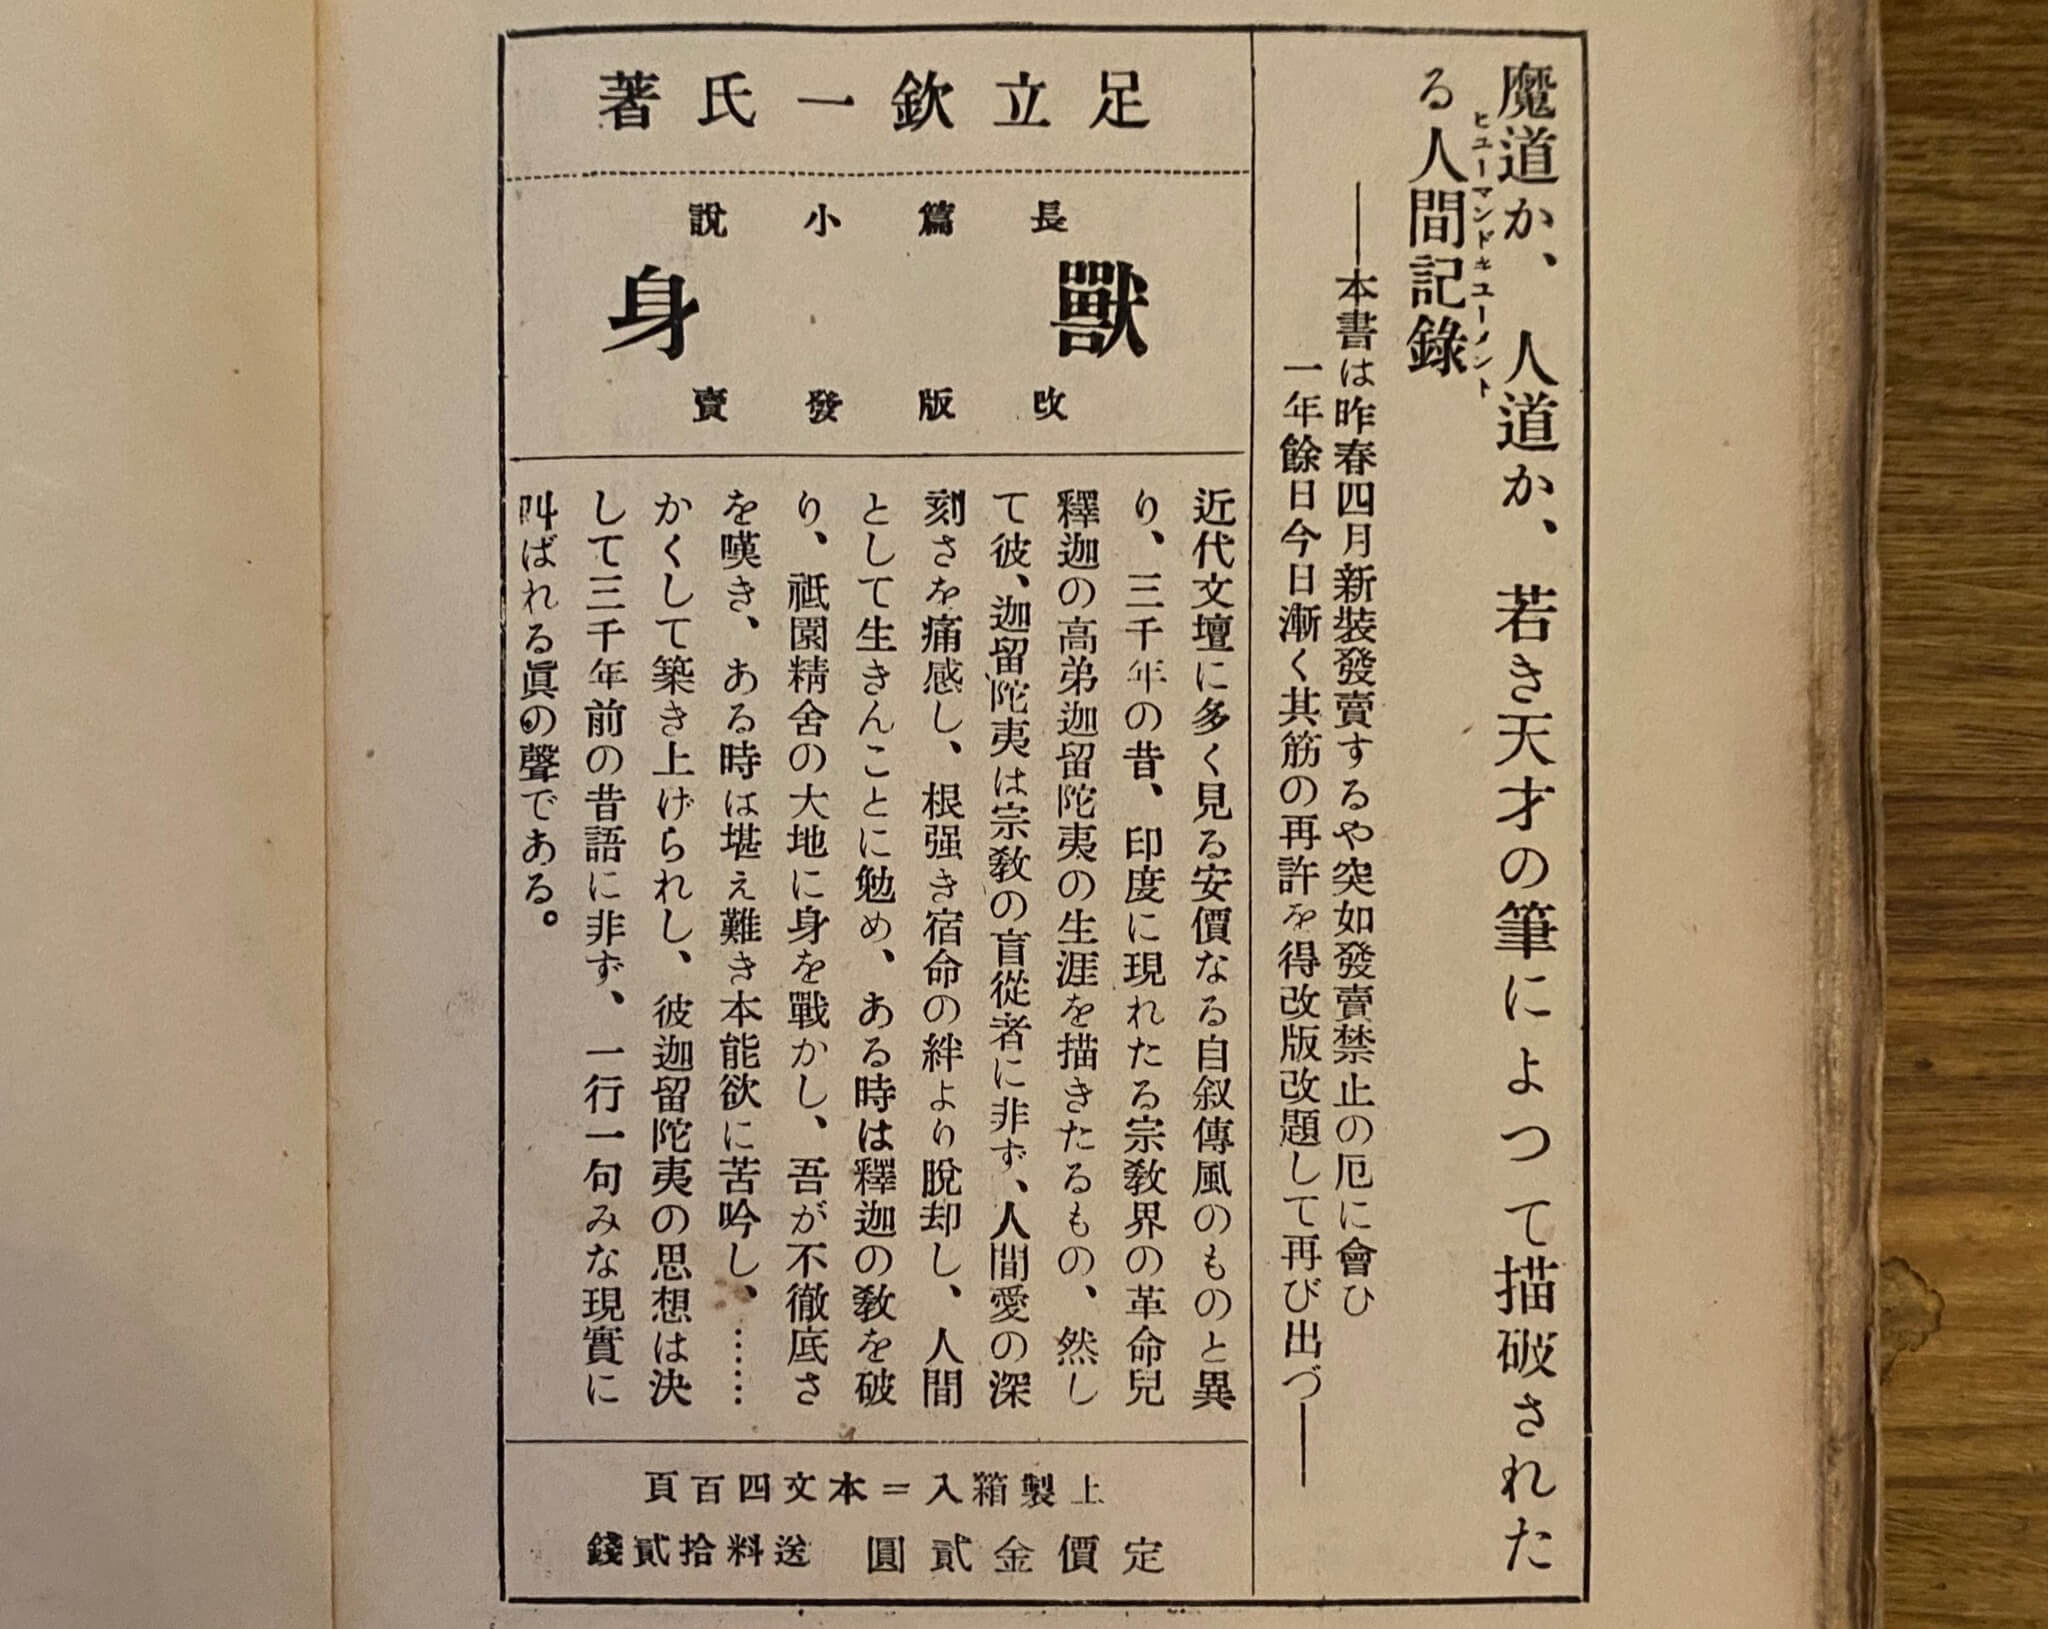 魔道か、人道か、若き天才の筆によつて描破された
る人間記錄
ヒユーマンドキユーメント
――本書は昨春四月新裝發賣するや突如發賣禁止の厄に會ひ
一年餘日今日漸く其筋の再許を得改版改題して再び出づ――
足立欽一氏著
長篇小說
獸身
改版發賣
近代文壇に多く見る安價なる自叙傳風のものと異
り、三千年の昔、印度に現れたる宗教界の革命兒
釋迦の高弟迦留陀夷の生涯を描きたるもの、然し
て彼、迦留陀夷は宗教の盲從者に非ず、人間愛の深
刻さを痛感し、根强き宿命の絆より脫却し、人間
として生きんことに勉め、ある時は釋迦の教を破
り、祗園精舍の大地に身を戰かし、吾が不徹底さ
を嘆き、ある時は堪え難き本能欲に苦吟し、……
かくして築き上げられし、彼迦留陀夷の思想は決
して三千年前の昔語に非ず、一行一句みな現實に
叫ばれる眞の聲である。
上製箱入=本文四百頁
定價金貳圓 送料拾貳錢